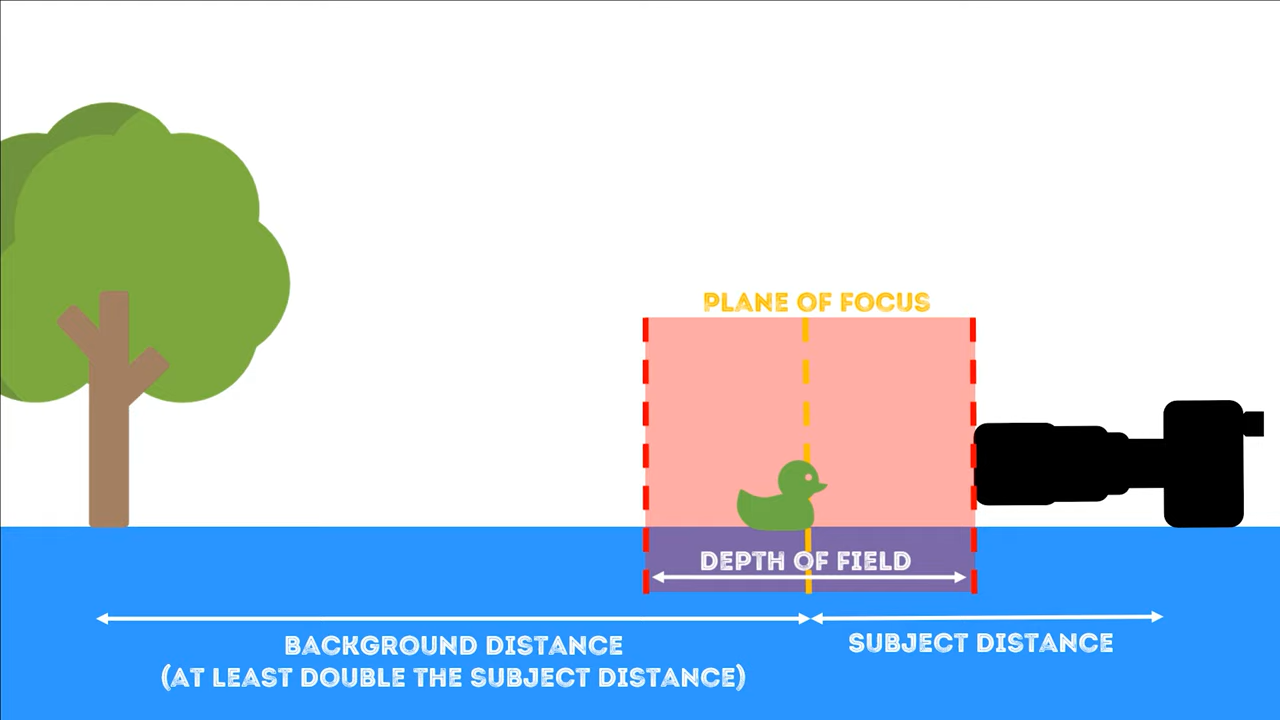 PLANE OF FOCUS
DEPTH OF FIELD
BACKGROUND DISTANCE
(AT LEAST DOUBLE THE SUBJECT DISTANCE)
SUBJECT DISTANCE